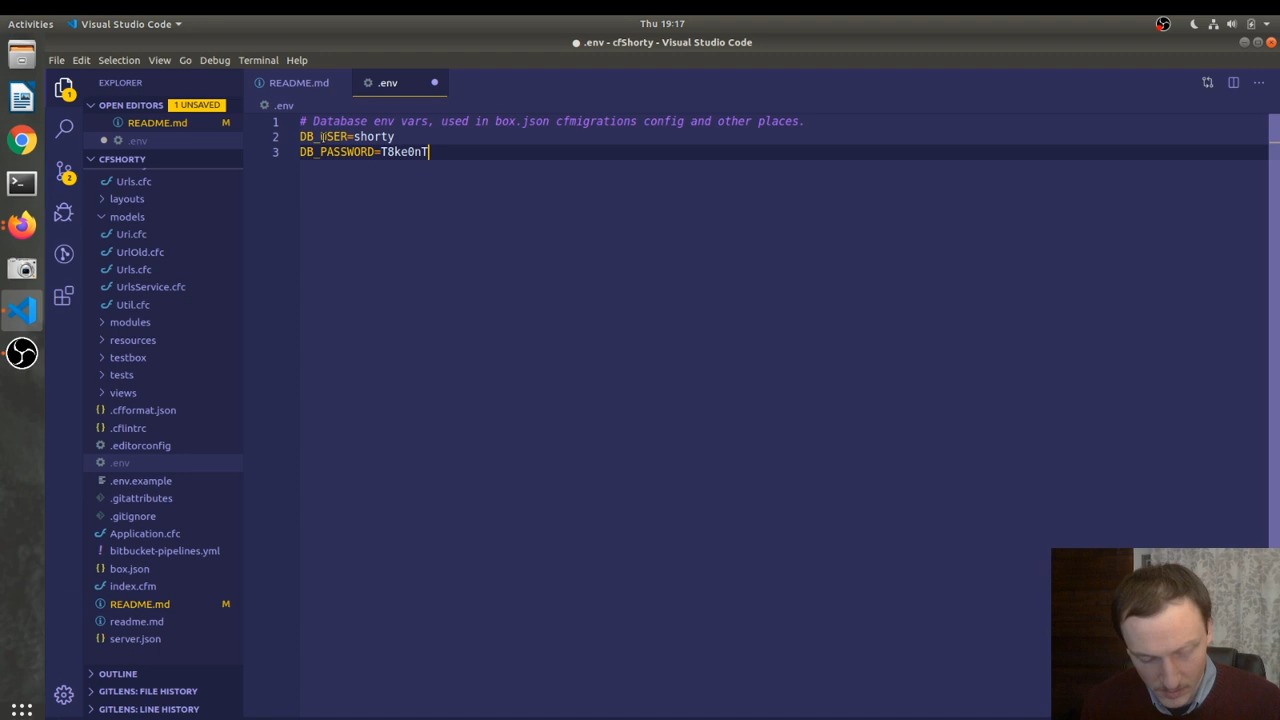 Activities
Visual Studio Code
Thu 19:17
● .env - cfShorty - Visual Studio Code
File Edit Selection View Go Debug Terminal Help
EXPLORER
README.md
.env
OPEN EDITORS 1 UNSAVED
README.md M
.env
.env
CFSHORTY
Urls.cfc
layouts
models
Uri.cfc
UrlOld.cfc
Urls.cfc
UrlsService.cfc
Util.cfc
modules
resources
testbox
tests
views
.cfformat.json
.cflintrc
.editorconfig
.env
.env.example
.gitattributes
.gitignore
Application.cfc
bitbucket-pipelines.yml
box.json
index.cfm
README.md M
readme.md
server.json
OUTLINE
GITLENS: FILE HISTORY
GITLENS: LINE HISTORY
1
2
1 # Database env vars, used in box.json cfmigrations config and other places.
2 DB_USER=shorty
3 DB_PASSWORD=T8ke0nT